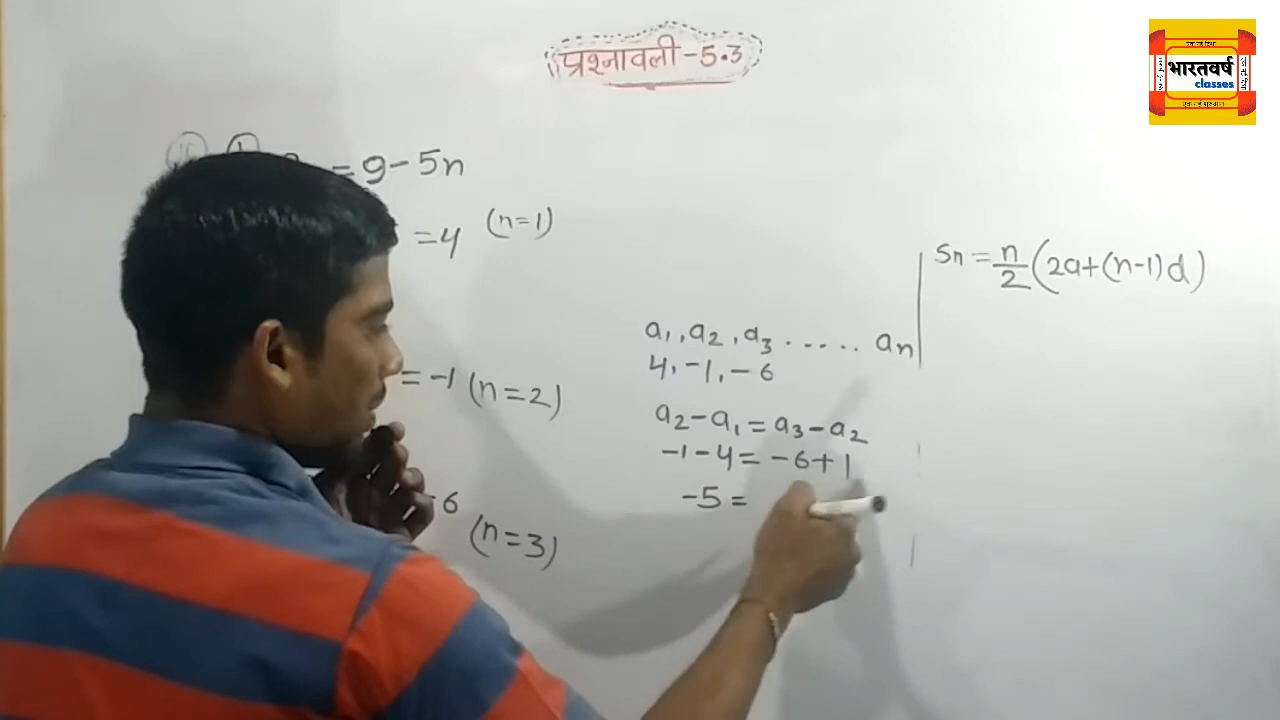 प्रश्नावली-5.3
भारतवर्ष
classes
= 9-5n
=4 (n=1)
Sn = n/2 (2a+(n-1)d)
a₁, a₂, a₃ ..... an
4, -1, -6
= -1 (n=2)
a₂-a₁ = a₃-a₂
-1-4 = -6+1
-5 =
6 (n=3)